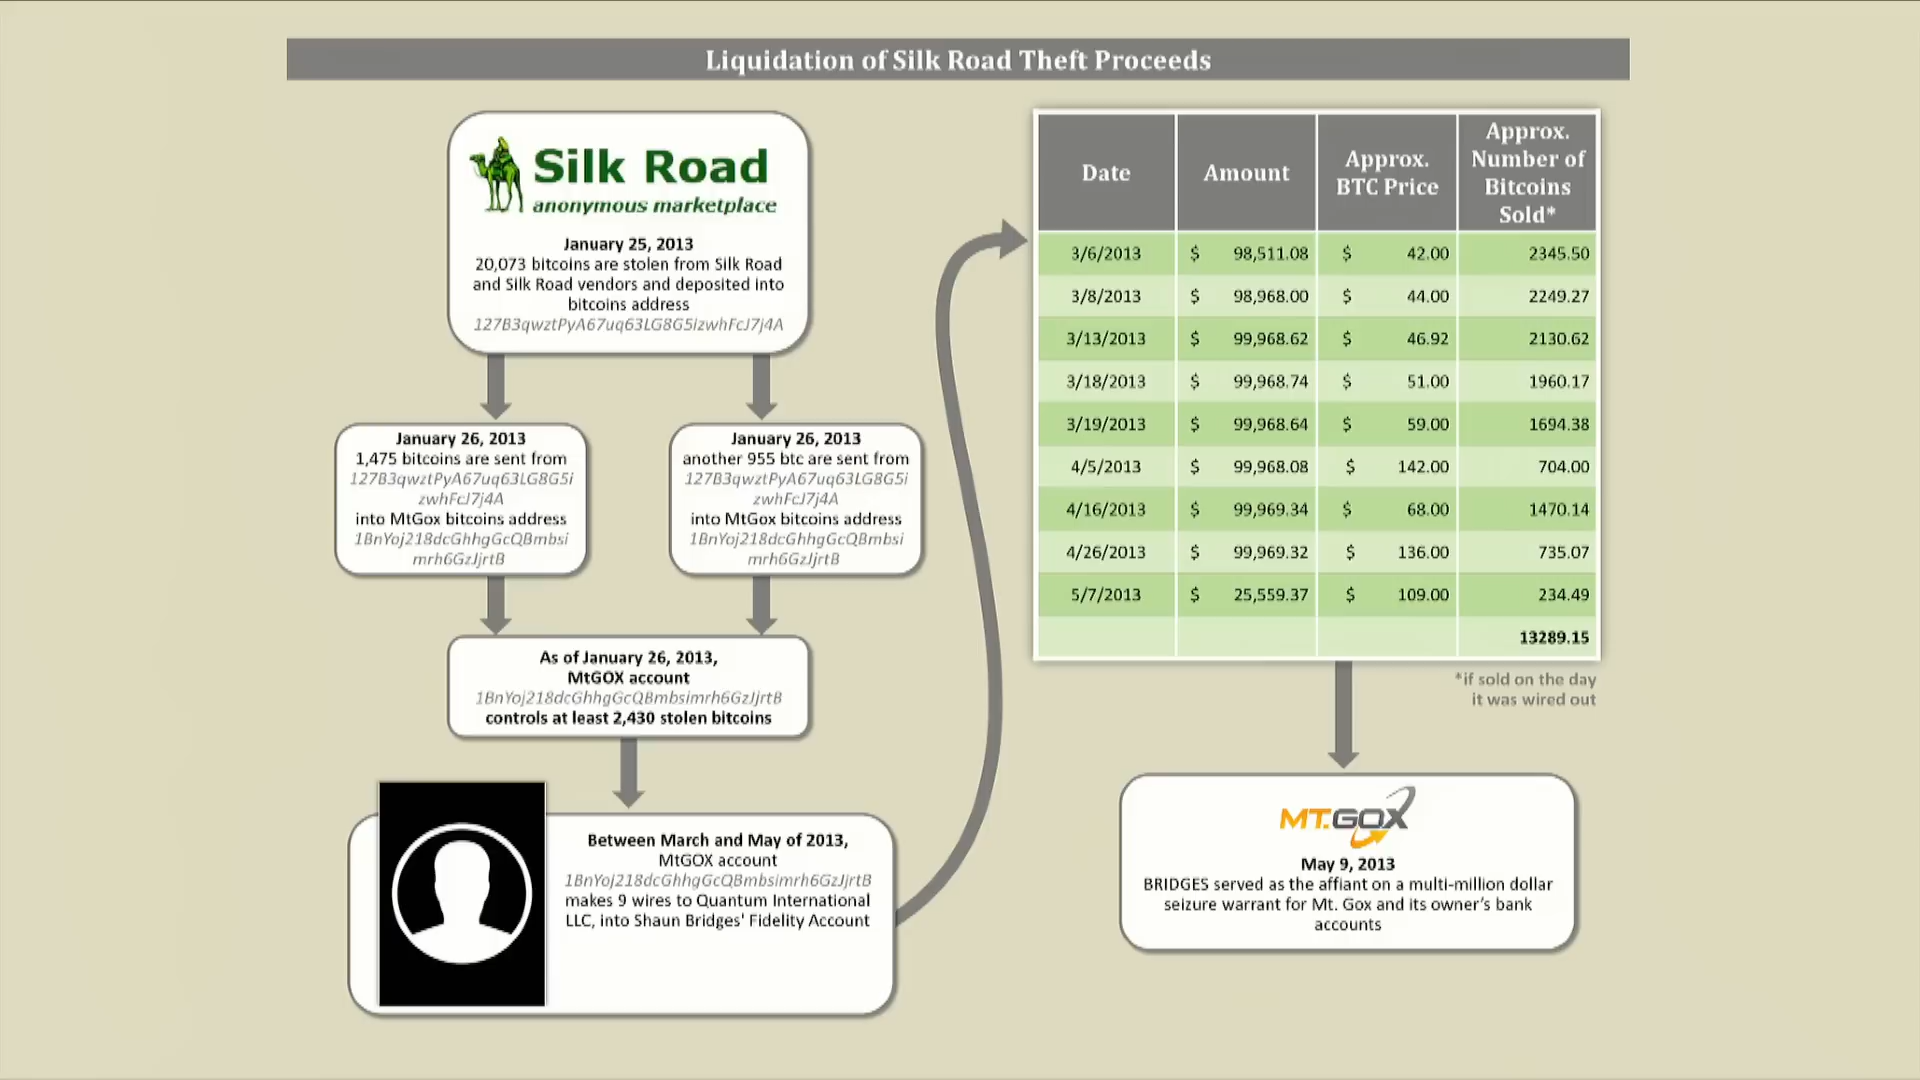 Liquidation of Silk Road Theft Proceeds
Silk Road
anonymous marketplace
January 25, 2013
20,073 bitcoins are stolen from Silk Road
and Silk Road vendors and deposited into
bitcoins address
127B3qwztPyA67uq63LG8G5izwhFcJ7j4A
January 26, 2013
1,475 bitcoins are sent from
127B3qwztPyA67uq63LG8G5i
zwhFcJ7j4A
into MtGox bitcoins address
1BnYoj218dcGhhgGcQBmbsi
mrh6GzJjrtB
January 26, 2013
another 955 btc are sent from
127B3qwztPyA67uq63LG8G5i
zwhFcJ7j4A
into MtGox bitcoins address
1BnYoj218dcGhhgGcQBmbsi
mrh6GzJjrtB
As of January 26, 2013,
MtGOX account
1BnYoj218dcGhhgGcQBmbsimrh6GzJjrtB
controls at least 2,430 stolen bitcoins
Between March and May of 2013,
MtGOX account
1BnYoj218dcGhhgGcQBmbsimrh6GzJjrtB
makes 9 wires to Quantum International
LLC, into Shaun Bridges' Fidelity Account
Date Amount Approx. BTC Price Approx. Number of Bitcoins Sold*
3/6/2013 $ 98,511.08 $ 42.00 2345.50
3/8/2013 $ 98,968.00 $ 44.00 2249.27
3/13/2013 $ 99,968.62 $ 46.92 2130.62
3/18/2013 $ 99,968.74 $ 51.00 1960.17
3/19/2013 $ 99,968.64 $ 59.00 1694.38
4/5/2013 $ 99,968.08 $ 142.00 704.00
4/16/2013 $ 99,969.34 $ 68.00 1470.14
4/26/2013 $ 99,969.32 $ 136.00 735.07
5/7/2013 $ 25,559.37 $ 109.00 234.49
13289.15
*if sold on the day
it was wired out
MT.GOX
May 9, 2013
BRIDGES served as the affiant on a multi-million dollar
seizure warrant for Mt. Gox and its owner's bank
accounts